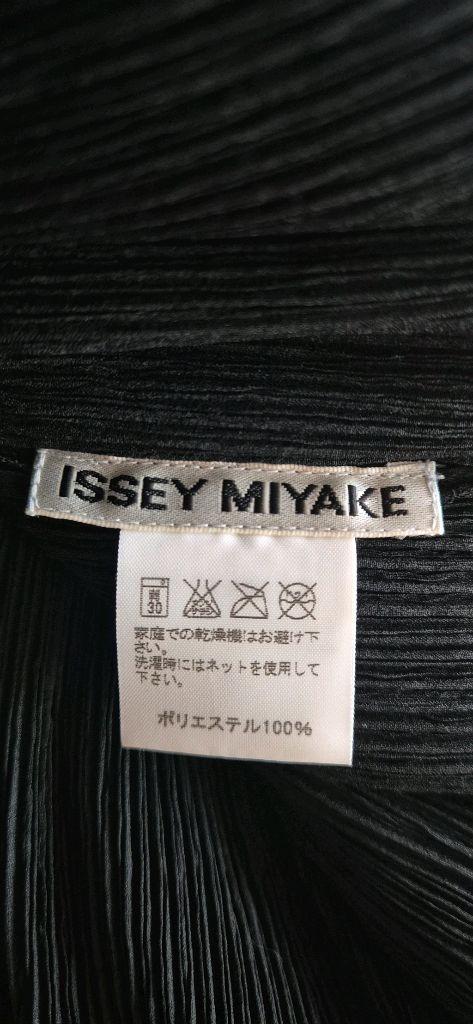 ISSEY MIYAKE
弱
30
家庭での乾燥機はお避け下
さい。
洗濯時にはネットを使用して
下さい。
ポリエステル100%